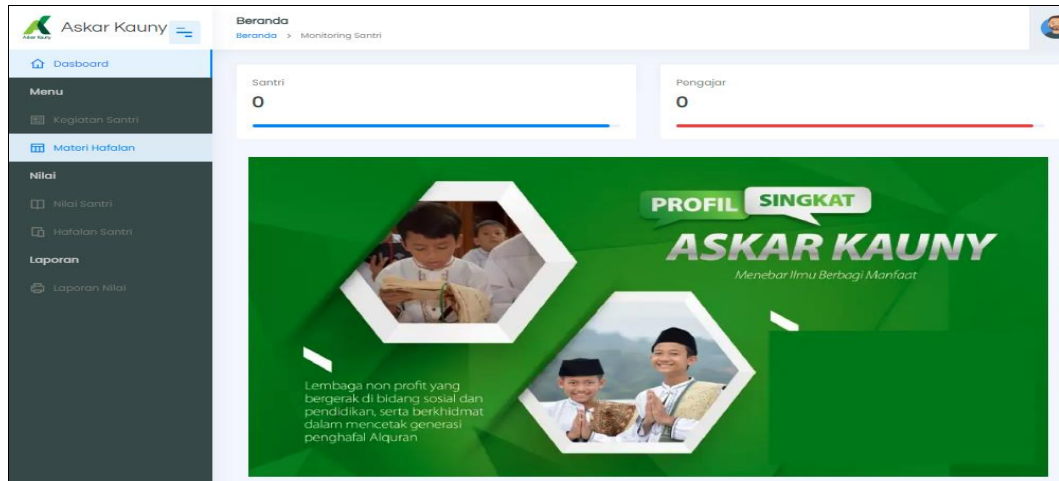 Askar Kauny
Askar Kauny
Dasboard
Menu
Kegiatan Santri
Materi Hafalan
Nilai
Nilai Santri
Hafalan Santri
Laporan
Laporan Nilai
Beranda
Beranda > Monitoring Santri
Santri
0
Pengajar
0
PROFIL SINGKAT
ASKAR KAUNY
Menebar Ilmu Berbagi Manfaat
Lembaga non profit yang
bergerak di bidang sosial dan
pendidikan, serta berkhidmat
dalam mencetak generasi
penghafal Alquran